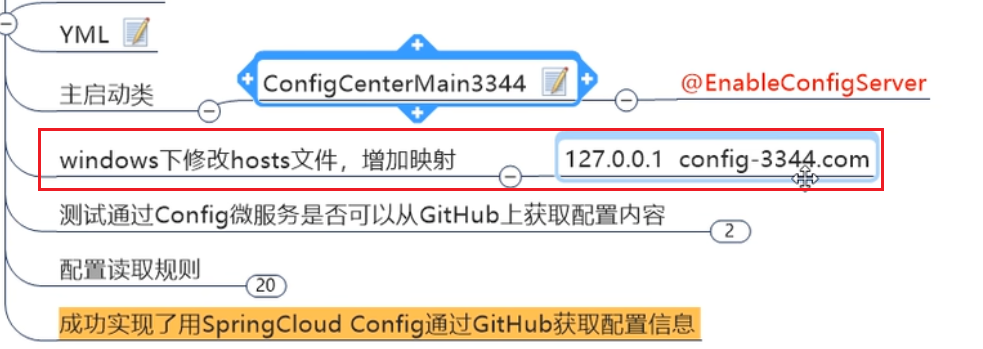 YML
主启动类 ConfigCenterMain3344 @EnableConfigServer
windows下修改hosts文件，增加映射 127.0.0.1 config-3344.com
测试通过Config微服务是否可以从GitHub上获取配置内容 2
配置读取规则 20
成功实现了用SpringCloud Config通过GitHub获取配置信息